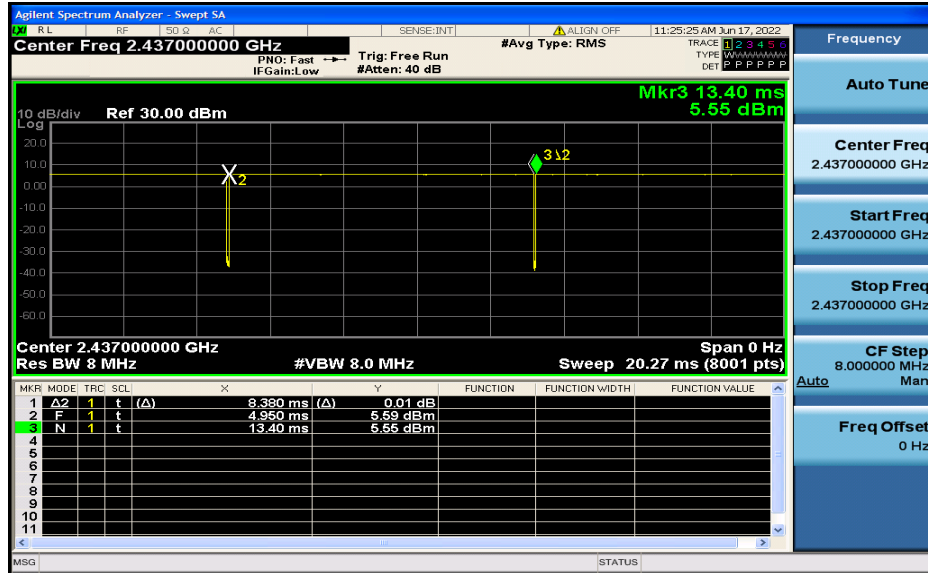 Agilent Spectrum Analyzer - Swept SA
LXI RL RF 50 Ω AC SENSE:INT ALIGN OFF 11:25:25 AM Jun 17, 2022
Center Freq 2.437000000 GHz
PNO: Fast
IFGain:Low
Trig: Free Run
#Atten: 40 dB
#Avg Type: RMS
TRACE 1 2 3 4 5 6
TYPE WWWWWW
DET P P P P P P
Mkr3 13.40 ms
5.55 dBm
10 dB/div Ref 30.00 dBm
Log
20.0
10.0
0.00
-10.0
-20.0
-30.0
-40.0
-50.0
-60.0
2
3Δ2
Center 2.437000000 GHz Span 0 Hz
Res BW 8 MHz #VBW 8.0 MHz Sweep 20.27 ms (8001 pts)
MKR MODE TRC SCL X Y FUNCTION FUNCTION WIDTH FUNCTION VALUE
1 Δ2 1 t (Δ) 8.380 ms (Δ) 0.01 dB
2 F 1 t 4.950 ms 5.59 dBm
3 N 1 t 13.40 ms 5.55 dBm
4
5
6
7
8
9
10
11
MSG STATUS
Frequency
Auto Tune
Center Freq
2.437000000 GHz
Start Freq
2.437000000 GHz
Stop Freq
2.437000000 GHz
CF Step
8.000000 MHz
Auto Man
Freq Offset
0 Hz